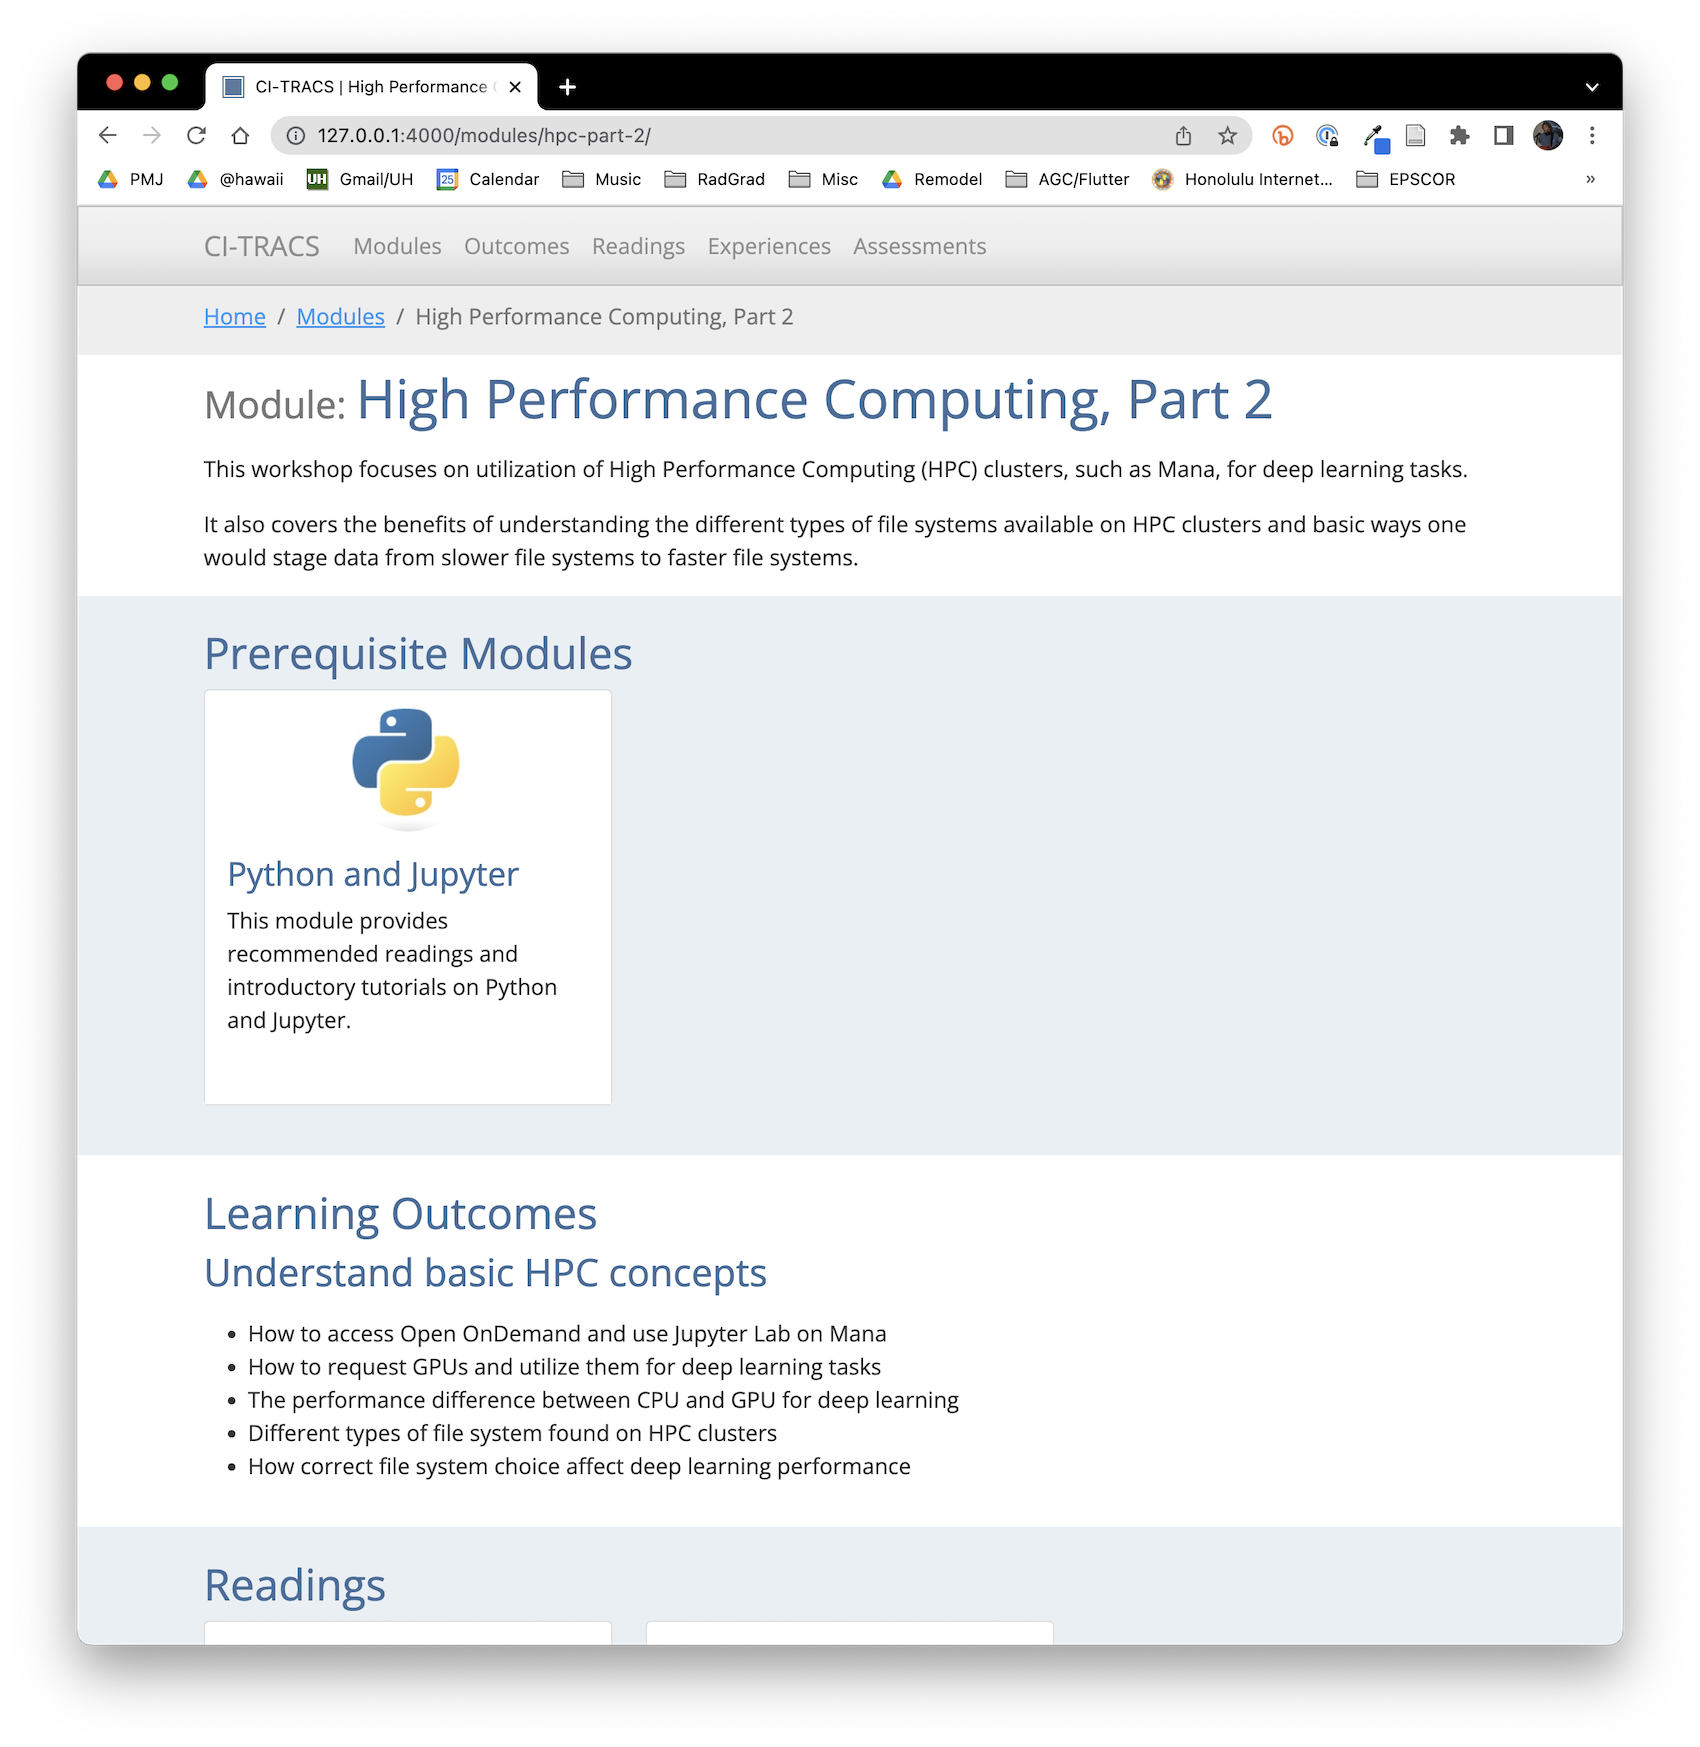 CI-TRACS | High Performance
127.0.0.1:4000/modules/hpc-part-2/
PMJ @hawaii UH Gmail/UH 25 Calendar Music RadGrad Misc Remodel AGC/Flutter Honolulu Internet... EPSCOR »
CI-TRACS Modules Outcomes Readings Experiences Assessments
Home / Modules / High Performance Computing, Part 2
Module: High Performance Computing, Part 2
This workshop focuses on utilization of High Performance Computing (HPC) clusters, such as Mana, for deep learning tasks.
It also covers the benefits of understanding the different types of file systems available on HPC clusters and basic ways one
would stage data from slower file systems to faster file systems.
Prerequisite Modules
Python and Jupyter
This module provides
recommended readings and
introductory tutorials on Python
and Jupyter.
Learning Outcomes
Understand basic HPC concepts
• How to access Open OnDemand and use Jupyter Lab on Mana
• How to request GPUs and utilize them for deep learning tasks
• The performance difference between CPU and GPU for deep learning
• Different types of file system found on HPC clusters
• How correct file system choice affect deep learning performance
Readings